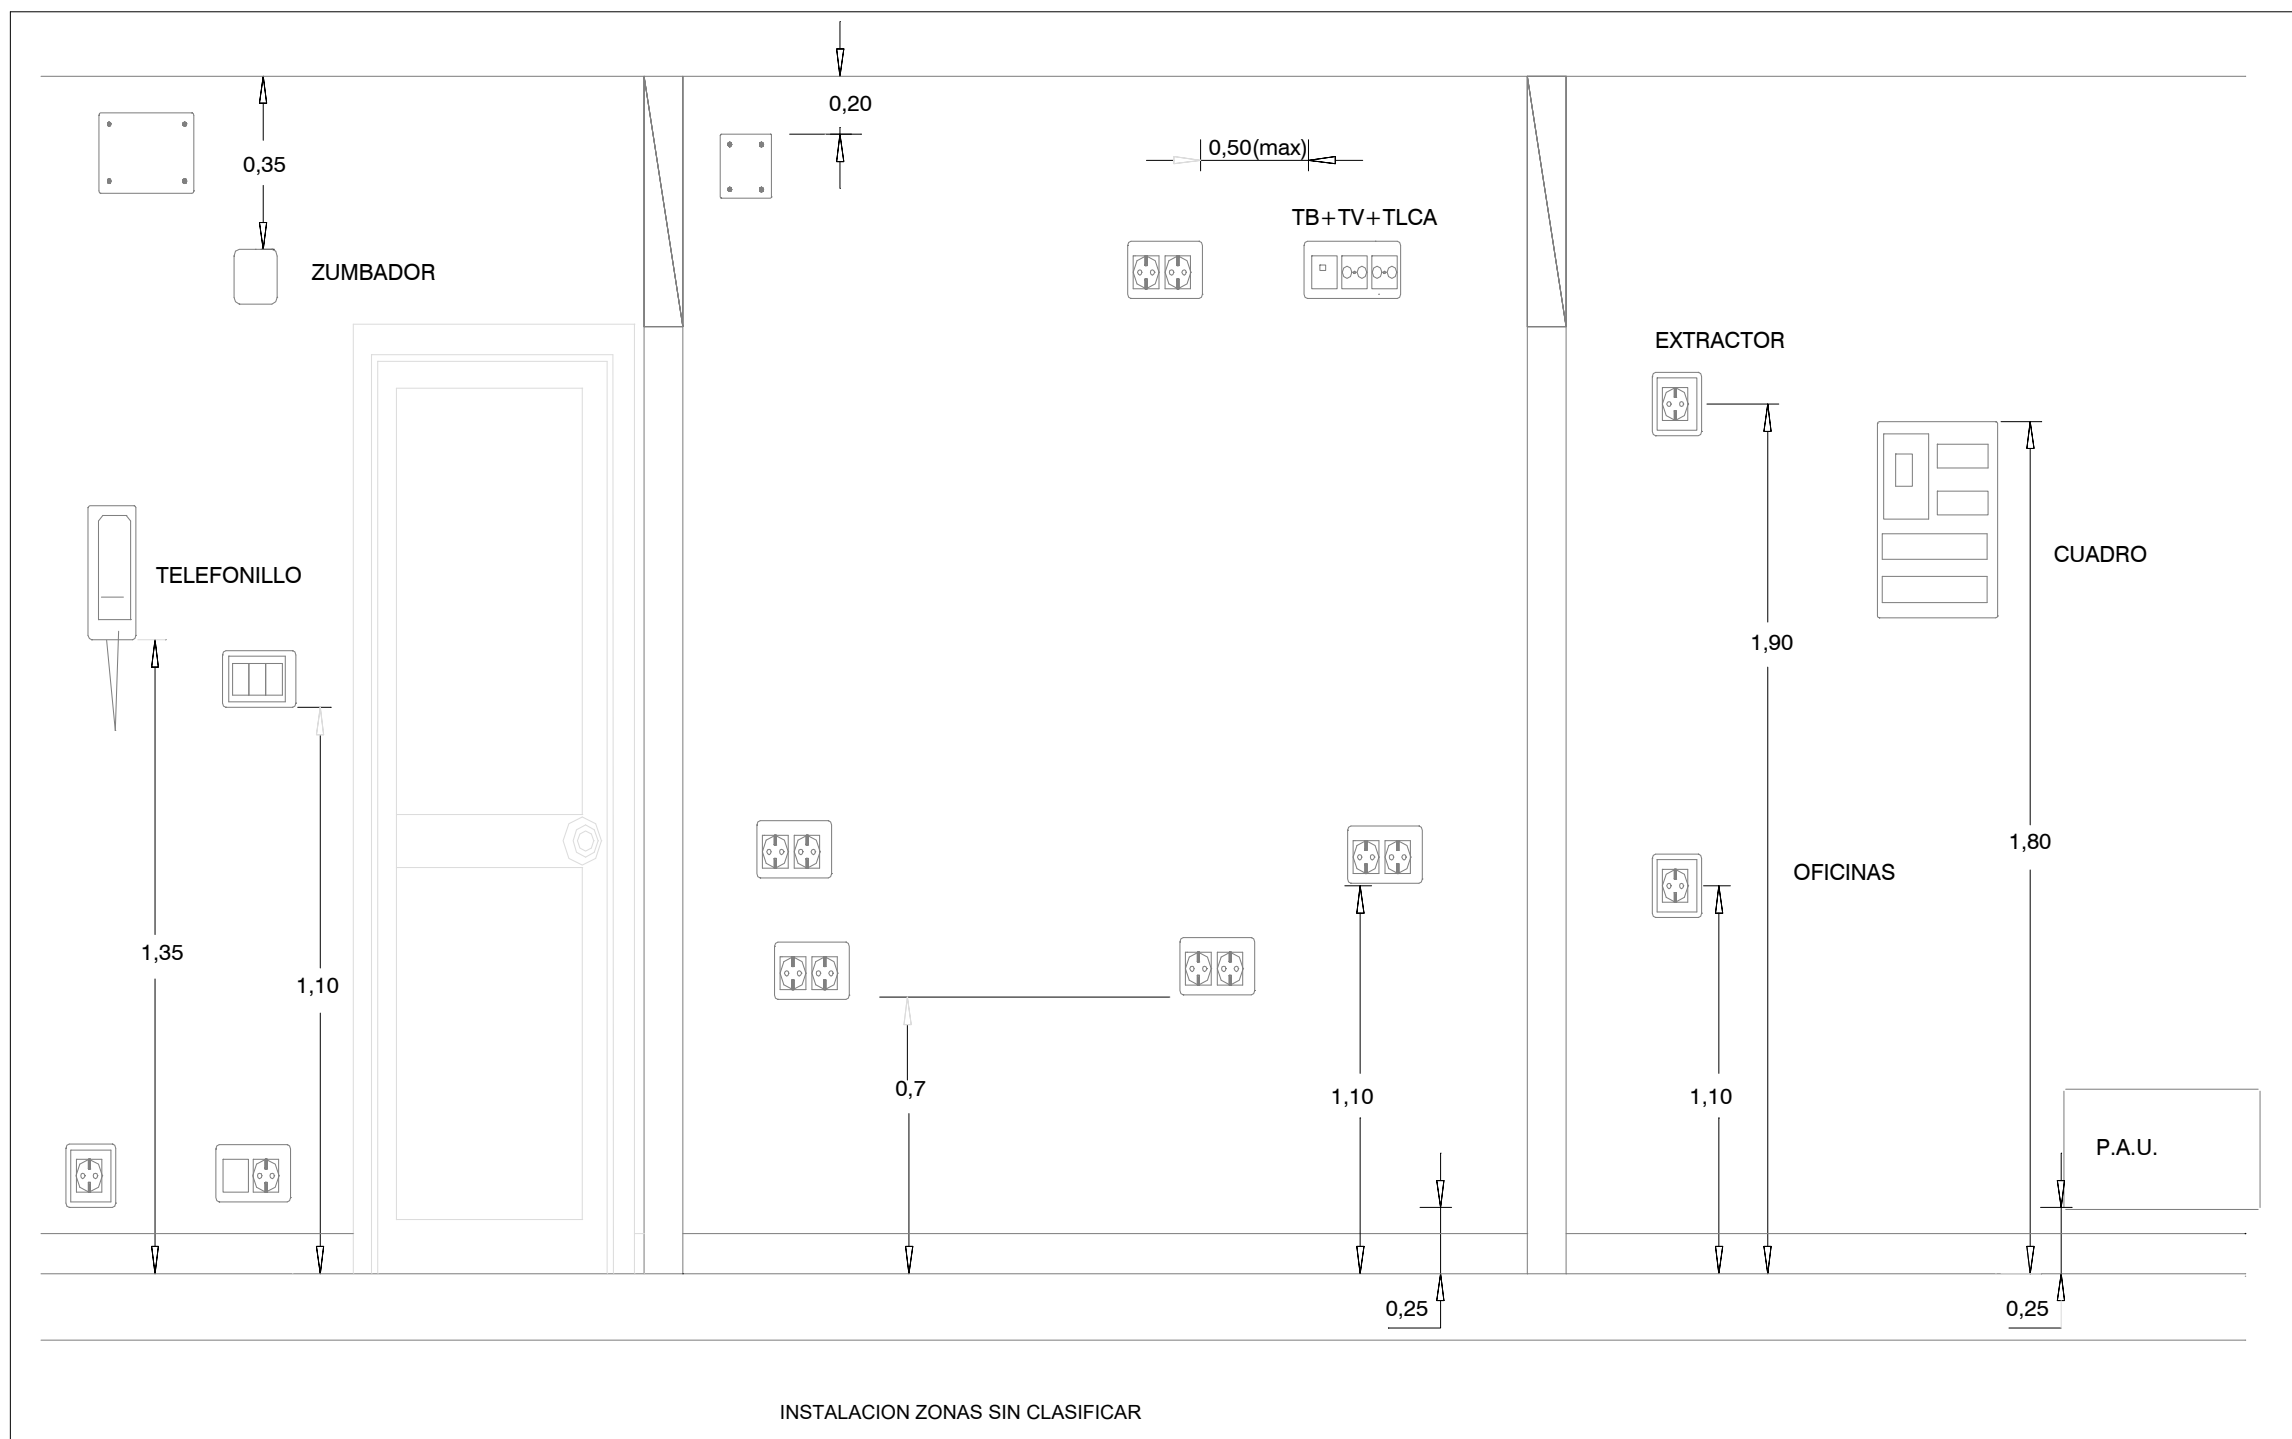 0,20
0,50(max)
0,35
TB+TV+TLCA
ZUMBADOR
EXTRACTOR
CUADRO
TELEFONILLO
1,90
1,80
OFICINAS
1,35
1,10
0,7
1,10
1,10
P.A.U.
0,25
0,25
INSTALACION ZONAS SIN CLASIFICAR